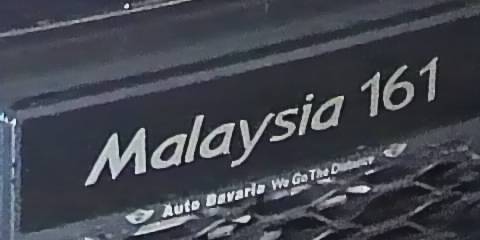 Malaysia 161
Auto Bavaria We Go The Distance